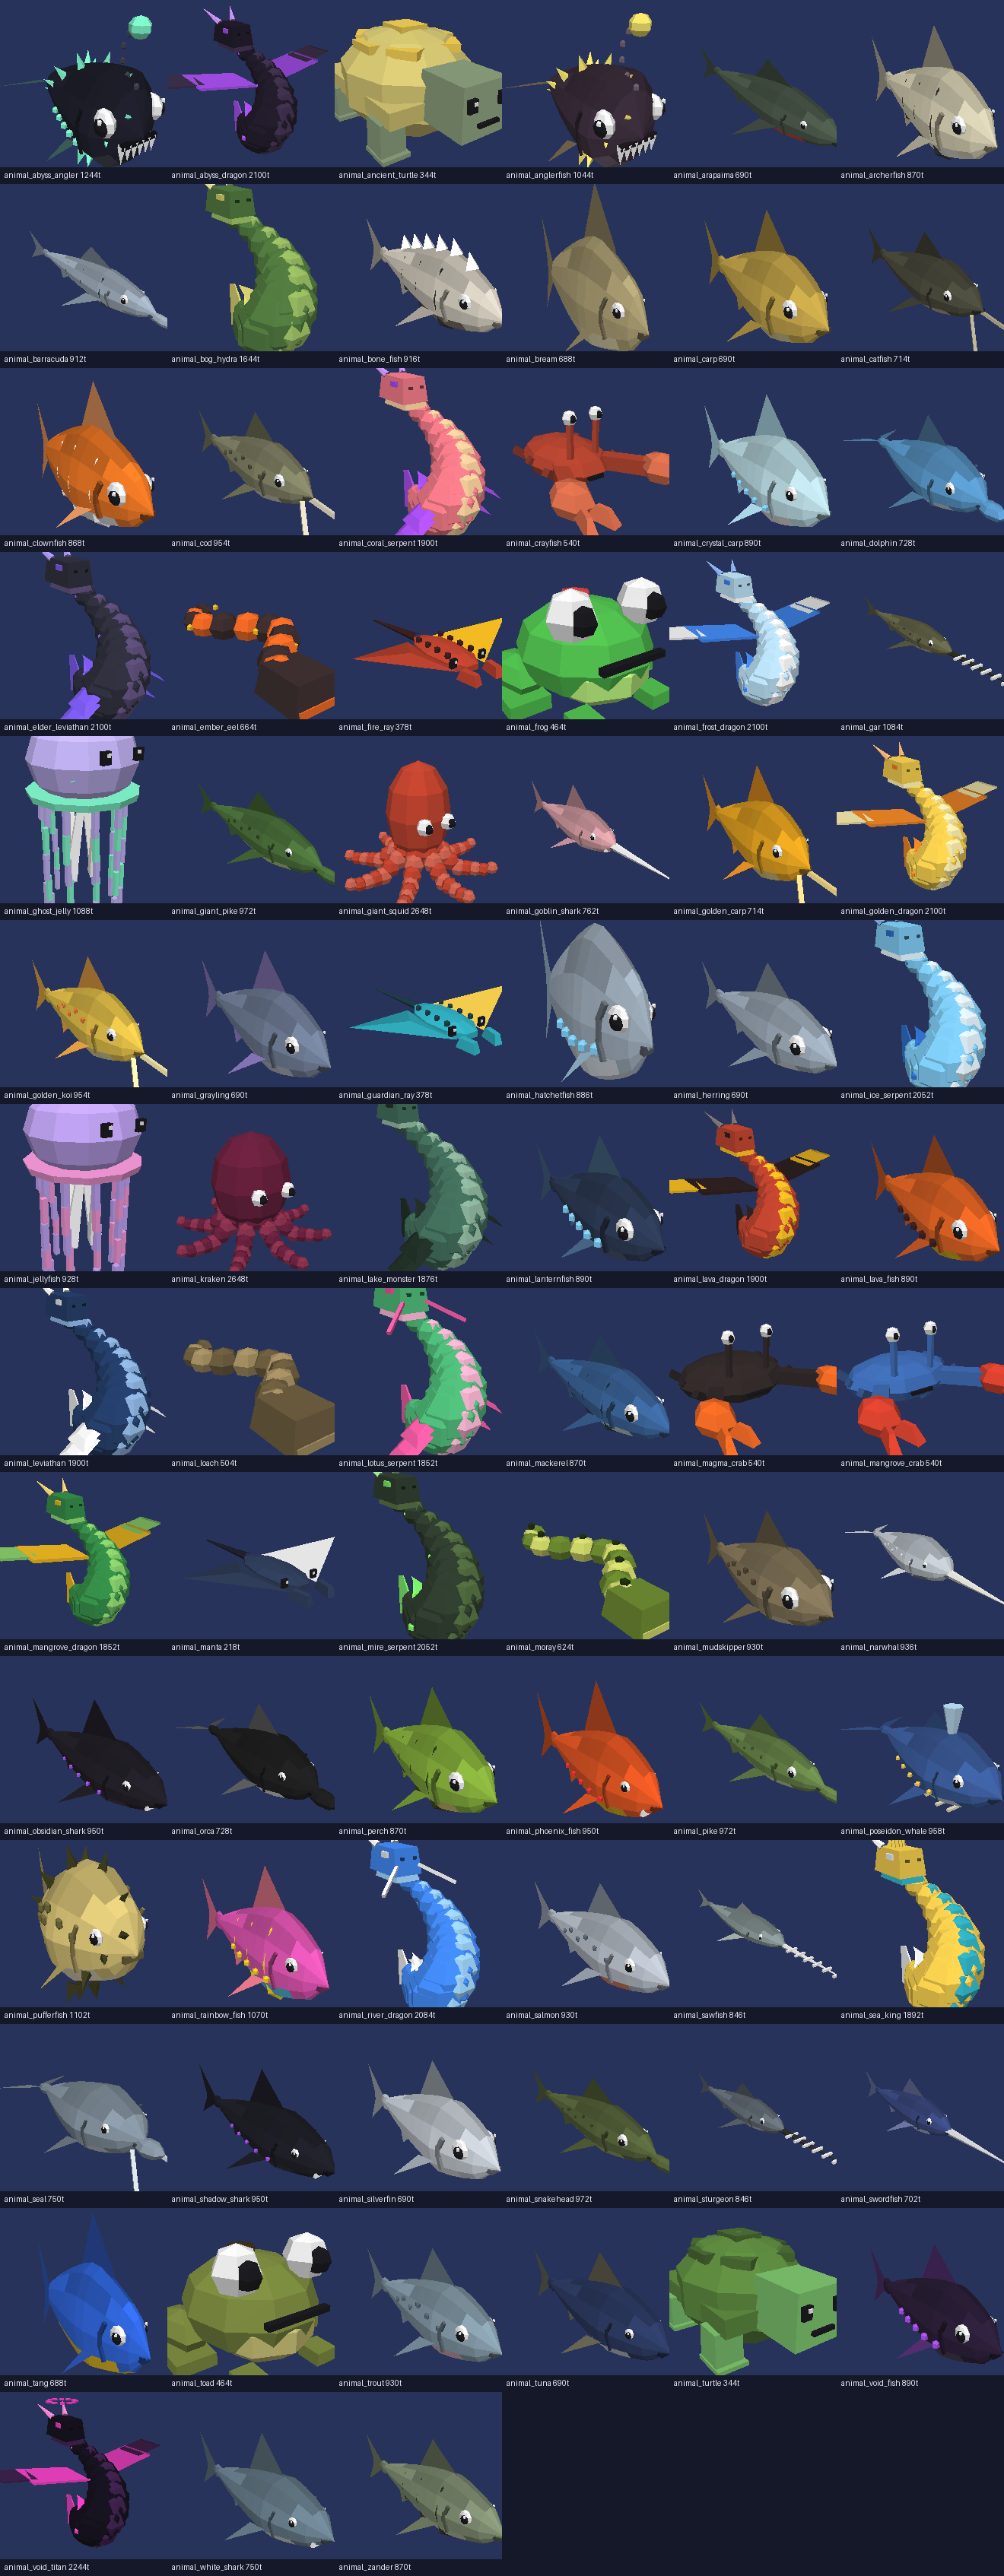 animal_abyss_angler 1244t
animal_abyss_dragon 2100t
animal_ancient_turtle 344t
animal_anglerfish 1044t
animal_arapaima 690t
animal_archerfish 870t
animal_barracuda 912t
animal_bog_hydra 1644t
animal_bone_fish 916t
animal_bream 688t
animal_carp 690t
animal_catfish 714t
animal_clownfish 868t
animal_cod 954t
animal_coral_serpent 1900t
animal_crayfish 540t
animal_crystal_carp 890t
animal_dolphin 728t
animal_elder_leviathan 2100t
animal_ember_eel 664t
animal_fire_ray 378t
animal_frog 464t
animal_frost_dragon 2100t
animal_gar 1084t
animal_ghost_jelly 1088t
animal_giant_pike 972t
animal_giant_squid 2648t
animal_goblin_shark 762t
animal_golden_carp 714t
animal_golden_dragon 2100t
animal_golden_koi 954t
animal_grayling 690t
animal_guardian_ray 378t
animal_hatchetfish 886t
animal_herring 690t
animal_ice_serpent 2052t
animal_jellyfish 928t
animal_kraken 2648t
animal_lake_monster 1876t
animal_lanternfish 890t
animal_lava_dragon 1900t
animal_lava_fish 890t
animal_leviathan 1900t
animal_loach 504t
animal_lotus_serpent 1852t
animal_mackerel 870t
animal_magma_crab 540t
animal_mangrove_crab 540t
animal_mangrove_dragon 1852t
animal_manta 218t
animal_mire_serpent 2052t
animal_moray 624t
animal_mudskipper 930t
animal_narwhal 936t
animal_obsidian_shark 950t
animal_orca 728t
animal_perch 870t
animal_phoenix_fish 950t
animal_pike 972t
animal_poseidon_whale 958t
animal_pufferfish 1102t
animal_rainbow_fish 1070t
animal_river_dragon 2084t
animal_salmon 930t
animal_sawfish 846t
animal_sea_king 1892t
animal_seal 750t
animal_shadow_shark 950t
animal_silverfin 690t
animal_snakehead 972t
animal_sturgeon 846t
animal_swordfish 702t
animal_tang 688t
animal_toad 464t
animal_trout 930t
animal_tuna 690t
animal_turtle 344t
animal_void_fish 890t
animal_void_titan 2244t
animal_white_shark 750t
animal_zander 870t